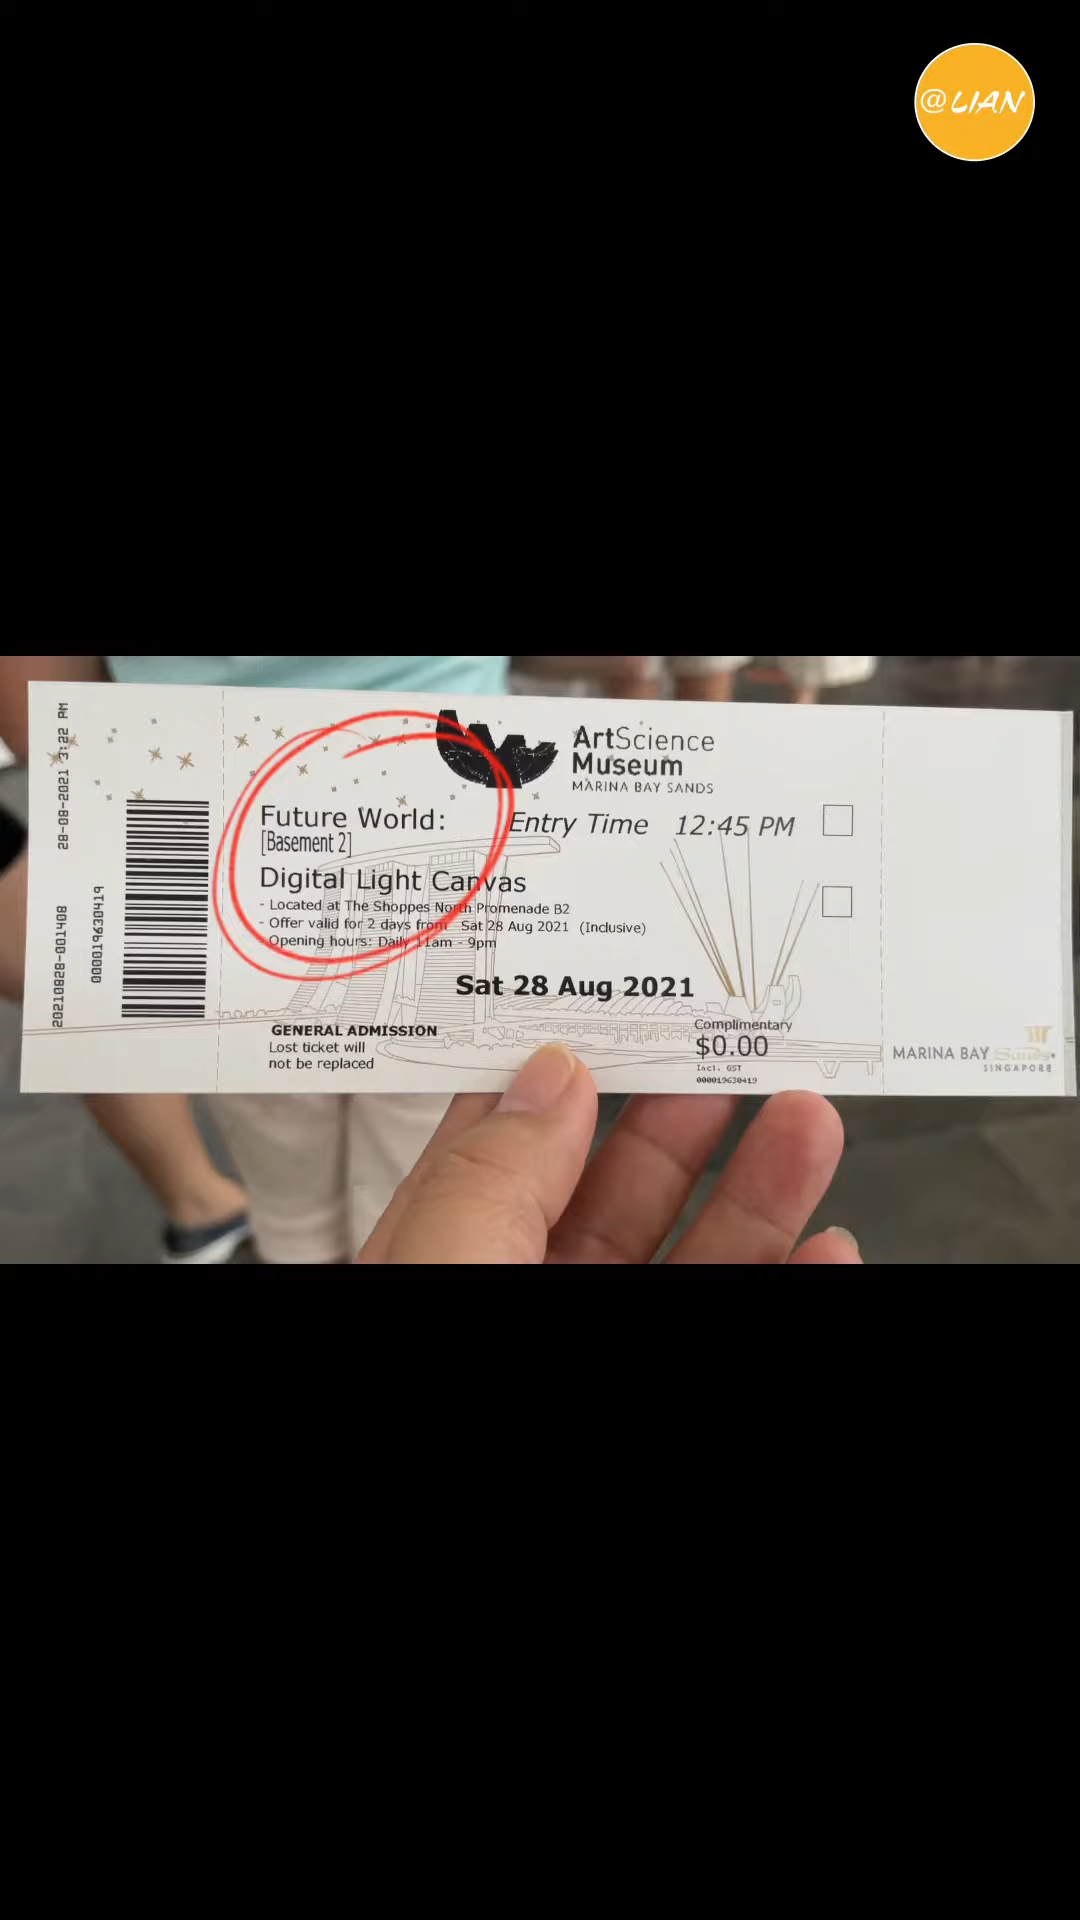 @LIAN
28-08-2021 3:22 AM
20210828-001408
000019630419
ArtScience
Museum
MARINA BAY SANDS
Future World:
[Basement 2]
Entry Time 12:45 PM
Digital Light Canvas
- Located at The Shoppes North Promenade B2
- Offer valid for 2 days from Sat 28 Aug 2021 (Inclusive)
- Opening hours: Daily 11am - 9pm
Sat 28 Aug 2021
GENERAL ADMISSION
Lost ticket will
not be replaced
Complimentary
$0.00
Incl. GST
000019630419
MARINA BAY Sands
SINGAPORE